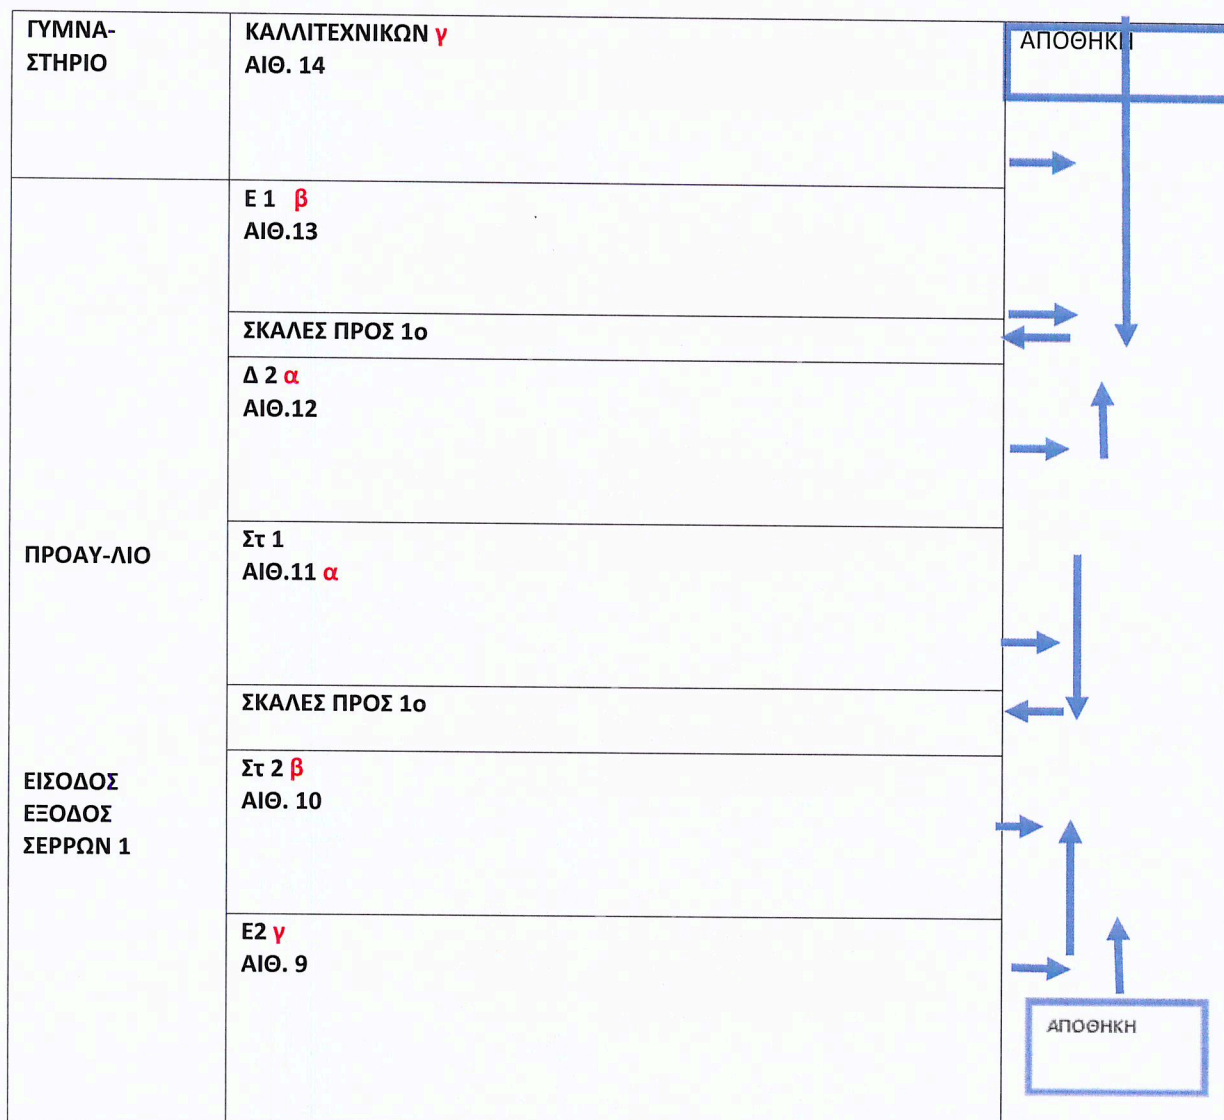 ΓΥΜΝΑ-
ΣΤΗΡΙΟ
ΚΑΛΛΙΤΕΧΝΙΚΩΝ γ
ΑΙΘ. 14
ΑΠΟΘΗΚΗ
Ε 1 β
ΑΙΘ.13
ΣΚΑΛΕΣ ΠΡΟΣ 1ο
Δ 2 α
ΑΙΘ.12
ΠΡΟΑΥ-ΛΙΟ
Στ 1
ΑΙΘ.11 α
ΣΚΑΛΕΣ ΠΡΟΣ 1ο
ΕΙΣΟΔΟΣ
ΕΞΟΔΟΣ
ΣΕΡΡΩΝ 1
Στ 2 β
ΑΙΘ. 10
Ε2 γ
ΑΙΘ. 9
ΑΠΟΘΗΚΗ